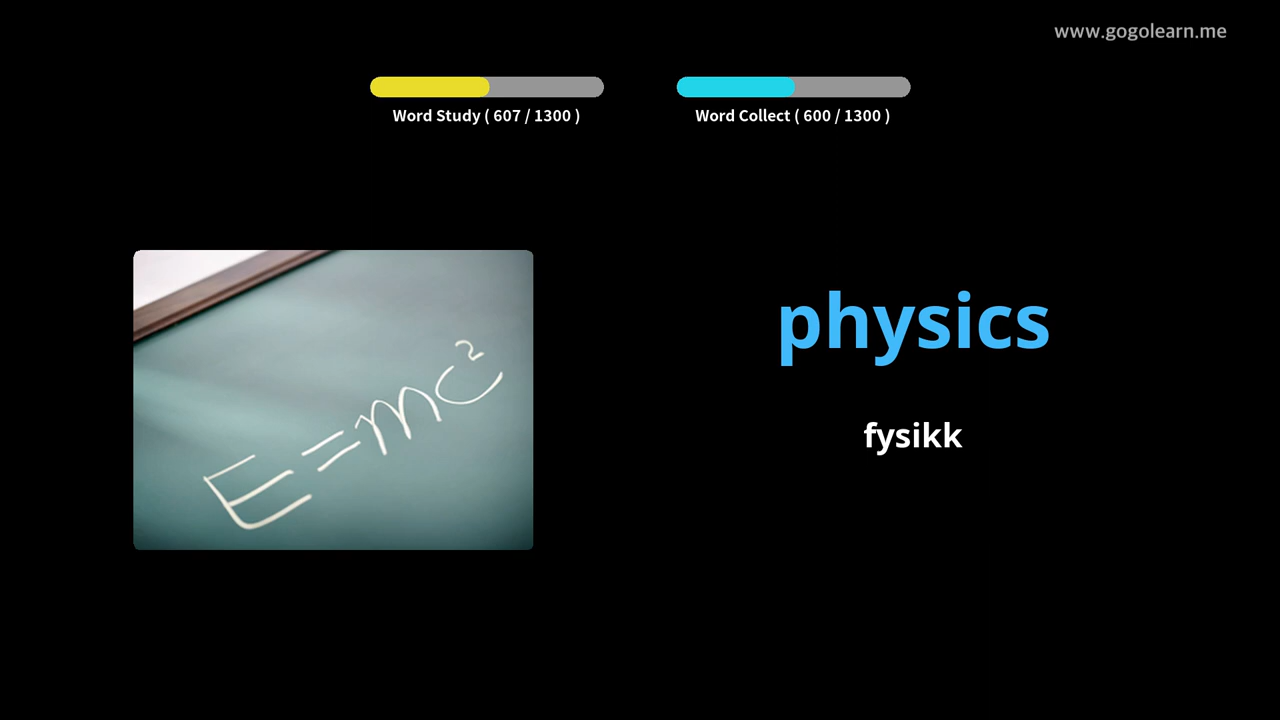 www.gogolearn.me
Word Study ( 607 / 1300 )
Word Collect ( 600 / 1300 )
E=mc²
physics
fysikk